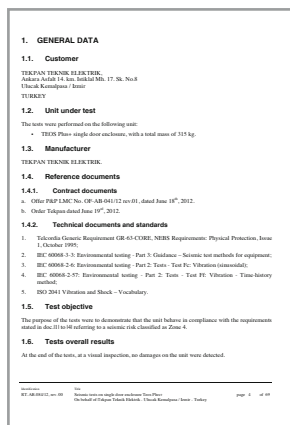 1. GENERAL DATA
1.1. Customer
TEKPAN TEKNIK ELEKTRIK,
Ankara Asfalt 14. km. Istiklal Mh. 17. Sk. No.8
Ulucak Kemalpasa / Izmir
TURKEY
1.2. Unit under test
The tests were performed on the following unit:
• TEOS Plus+ single door enclosure, with a total mass of 315 kg.
1.3. Manufacturer
TEKPAN TEKNIK ELEKTRIK.
1.4. Reference documents
1.4.1. Contract documents
a. Offer P&P LMC No. OF-AB-041/12 rev.01, dated June 18th, 2012.
b. Order Tekpan dated June 19th, 2012.
1.4.2. Technical documents and standards
1. Telcordia Generic Requirement GR-63-CORE, NEBS Requirements: Physical Protection, Issue
1, October 1995;
2. IEC 60068-3-3: Environmental testing - Part 3: Guidance – Seismic test methods for equipment;
3. IEC 60068-2-6: Environmental testing - Part 2: Tests - Test Fc: Vibration (sinusoidal);
4. IEC 60068-2-57: Environmental testing - Part 2: Tests - Test Ff: Vibration - Time-history
method;
5. ISO 2041 Vibration and Shock – Vocabulary.
1.5. Test objective
The purpose of the tests were to demonstrate that the unit behave in compliance with the requirements
stated in doc.[1] to [4] referring to a seismic risk classified as Zone 4.
1.6. Tests overall results
At the end of the tests, at a visual inspection, no damages on the unit were detected.
Identification Title
RT-AB-084/12, rev. 00 Seismic tests on single door enclosure Teos Plus+ page 4 of 69
On behalf of Tekpan Teknik Elektrik - Ulucak Kemalpasa / Izmir - Turkey